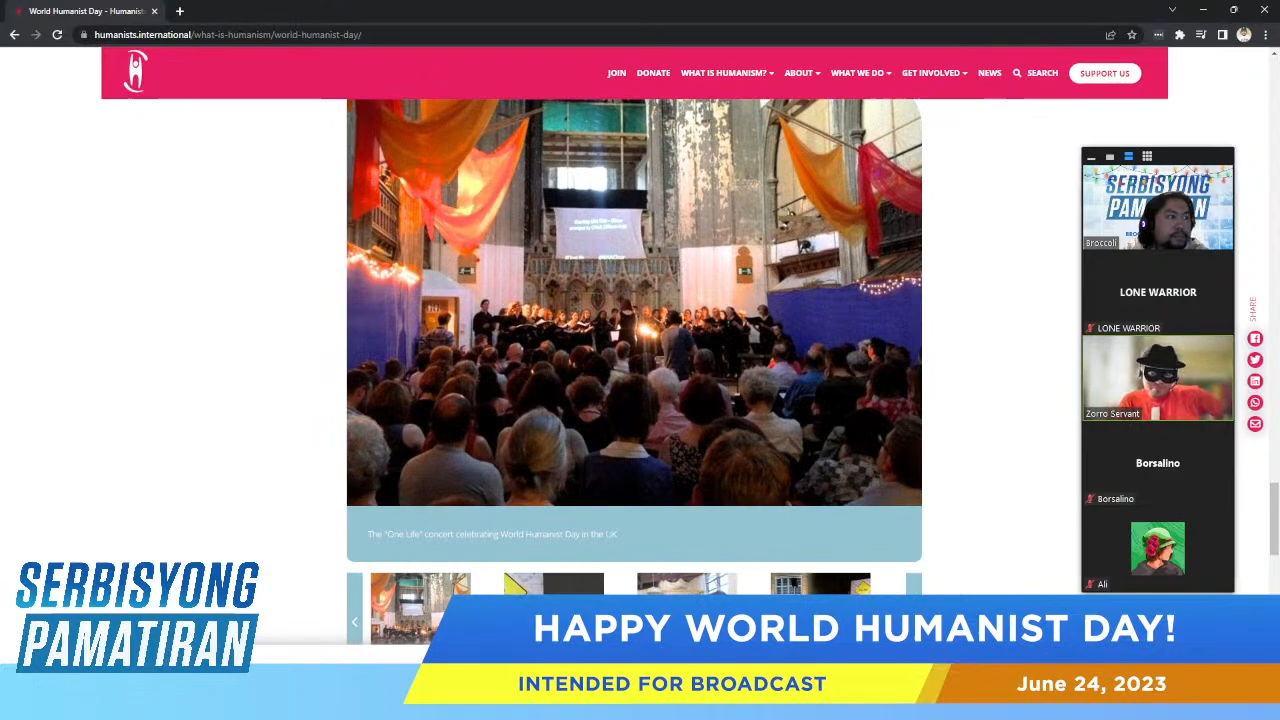 World Humanist Day - Humanists.
humanists.international/what-is-humanism/world-humanist-day/
JOIN DONATE WHAT IS HUMANISM? ABOUT WHAT WE DO GET INVOLVED NEWS SEARCH SUPPORT US
SERBISYONG
Broccoli
LONE WARRIOR
LONE WARRIOR
SHARE
Zorro Servant
Borsalino
Borsalino
Ali
The "One Life" concert celebrating World Humanist Day in the UK
SERBISYONG
PAMATIRAN
HAPPY WORLD HUMANIST DAY!
INTENDED FOR BROADCAST
June 24, 2023